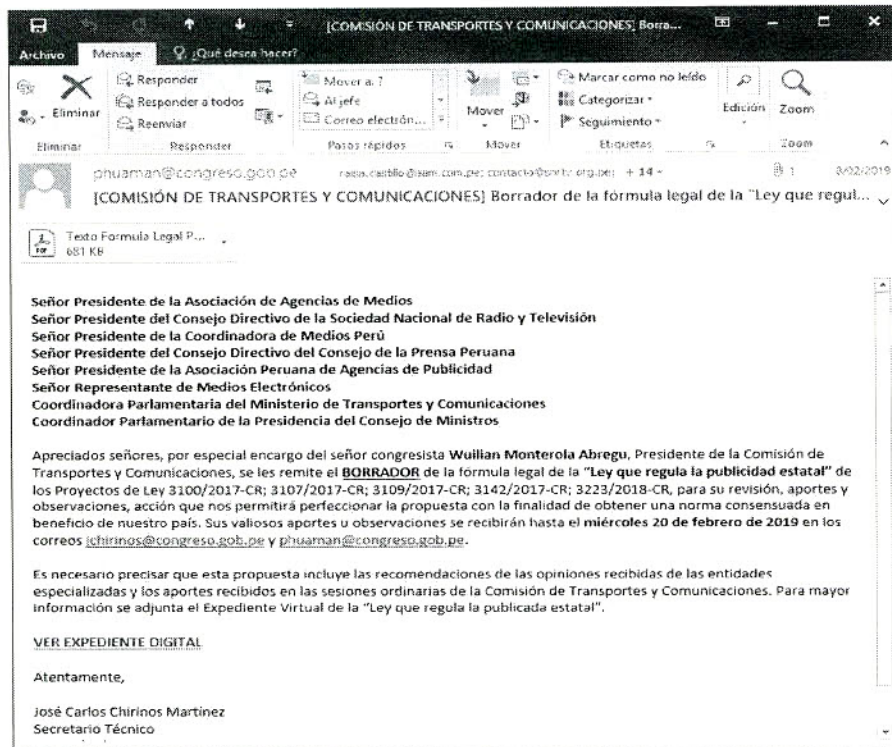 [COMISIÓN DE TRANSPORTES Y COMUNICACIONES] Borra...
Archivo Mensaje ¿Qué desea hacer?
Eliminar
Responder
Responder a todos
Reenviar
Mover a: ?
Al jefe
Correo electrón...
Mover
Marcar como no leído
Categorizar
Seguimiento
Edición
Zoom
Eliminar Responder Pasos rápidos Mover Etiquetas Zoom
phuaman@congreso.gob.pe + 14 1
[COMISIÓN DE TRANSPORTES Y COMUNICACIONES] Borrador de la fórmula legal de la "Ley que regul...
Texto Formula Legal P...
681 KB
Señor Presidente de la Asociación de Agencias de Medios
Señor Presidente del Consejo Directivo de la Sociedad Nacional de Radio y Televisión
Señor Presidente de la Coordinadora de Medios Perú
Señor Presidente del Consejo Directivo del Consejo de la Prensa Peruana
Señor Presidente de la Asociación Peruana de Agencias de Publicidad
Señor Representante de Medios Electrónicos
Coordinadora Parlamentaria del Ministerio de Transportes y Comunicaciones
Coordinador Parlamentario de la Presidencia del Consejo de Ministros
Apreciados señores, por especial encargo del señor congresista Wuilian Monterola Abregu, Presidente de la Comisión de
Transportes y Comunicaciones, se les remite el BORRADOR de la fórmula legal de la "Ley que regula la publicidad estatal" de
los Proyectos de Ley 3100/2017-CR; 3107/2017-CR; 3109/2017-CR; 3142/2017-CR; 3223/2018-CR, para su revisión, aportes y
observaciones, acción que nos permitirá perfeccionar la propuesta con la finalidad de obtener una norma consensuada en
beneficio de nuestro país. Sus valiosos aportes u observaciones se recibirán hasta el miércoles 20 de febrero de 2019 en los
correos jchirinos@congreso.gob.pe y phuaman@congreso.gob.pe.
Es necesario precisar que esta propuesta incluye las recomendaciones de las opiniones recibidas de las entidades
especializadas y los aportes recibidos en las sesiones ordinarias de la Comisión de Transportes y Comunicaciones. Para mayor
información se adjunta el Expediente Virtual de la "Ley que regula la publicada estatal".
VER EXPEDIENTE DIGITAL
Atentamente,
José Carlos Chirinos Martínez
Secretario Técnico